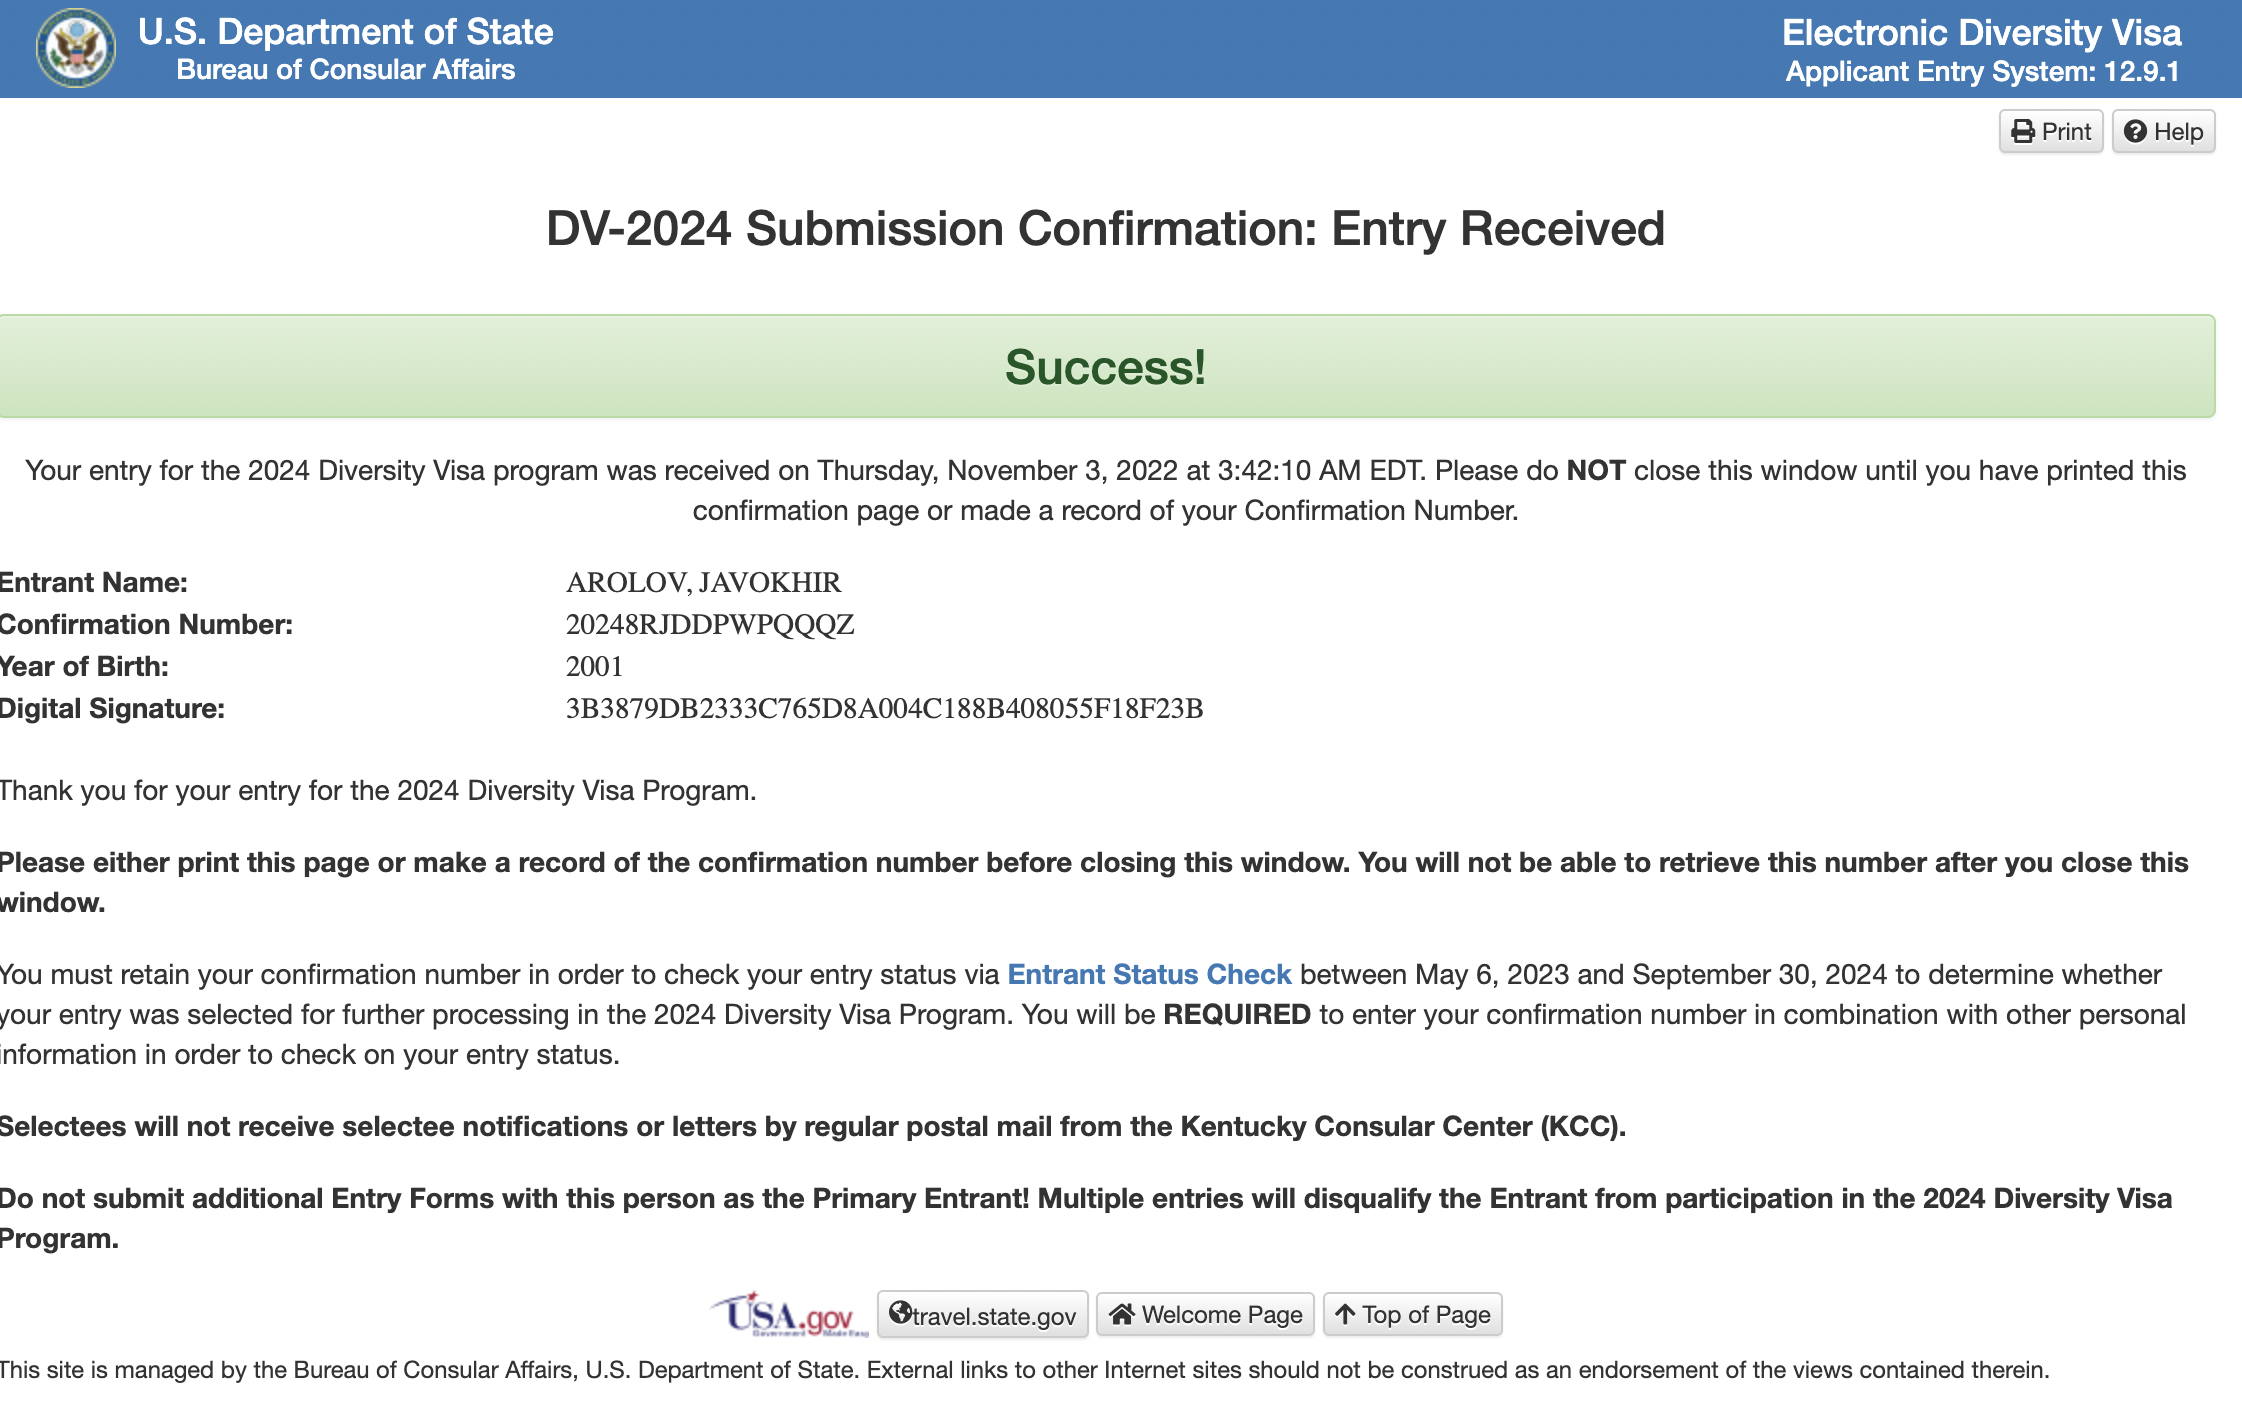 U.S. Department of State
Bureau of Consular Affairs
Electronic Diversity Visa
Applicant Entry System: 12.9.1
Print
Help
DV-2024 Submission Confirmation: Entry Received
Success!
Your entry for the 2024 Diversity Visa program was received on Thursday, November 3, 2022 at 3:42:10 AM EDT. Please do NOT close this window until you have printed this
confirmation page or made a record of your Confirmation Number.
Entrant Name: AROLOV, JAVOKHIR
Confirmation Number: 20248RJDDPWPQQQZ
Year of Birth: 2001
Digital Signature: 3B3879DB2333C765D8A004C188B408055F18F23B
Thank you for your entry for the 2024 Diversity Visa Program.
Please either print this page or make a record of the confirmation number before closing this window. You will not be able to retrieve this number after you close this
window.
You must retain your confirmation number in order to check your entry status via Entrant Status Check between May 6, 2023 and September 30, 2024 to determine whether
your entry was selected for further processing in the 2024 Diversity Visa Program. You will be REQUIRED to enter your confirmation number in combination with other personal
information in order to check on your entry status.
Selectees will not receive selectee notifications or letters by regular postal mail from the Kentucky Consular Center (KCC).
Do not submit additional Entry Forms with this person as the Primary Entrant! Multiple entries will disqualify the Entrant from participation in the 2024 Diversity Visa
Program.
USA.gov
Government Made Easy
travel.state.gov
Welcome Page
Top of Page
This site is managed by the Bureau of Consular Affairs, U.S. Department of State. External links to other Internet sites should not be construed as an endorsement of the views contained therein.